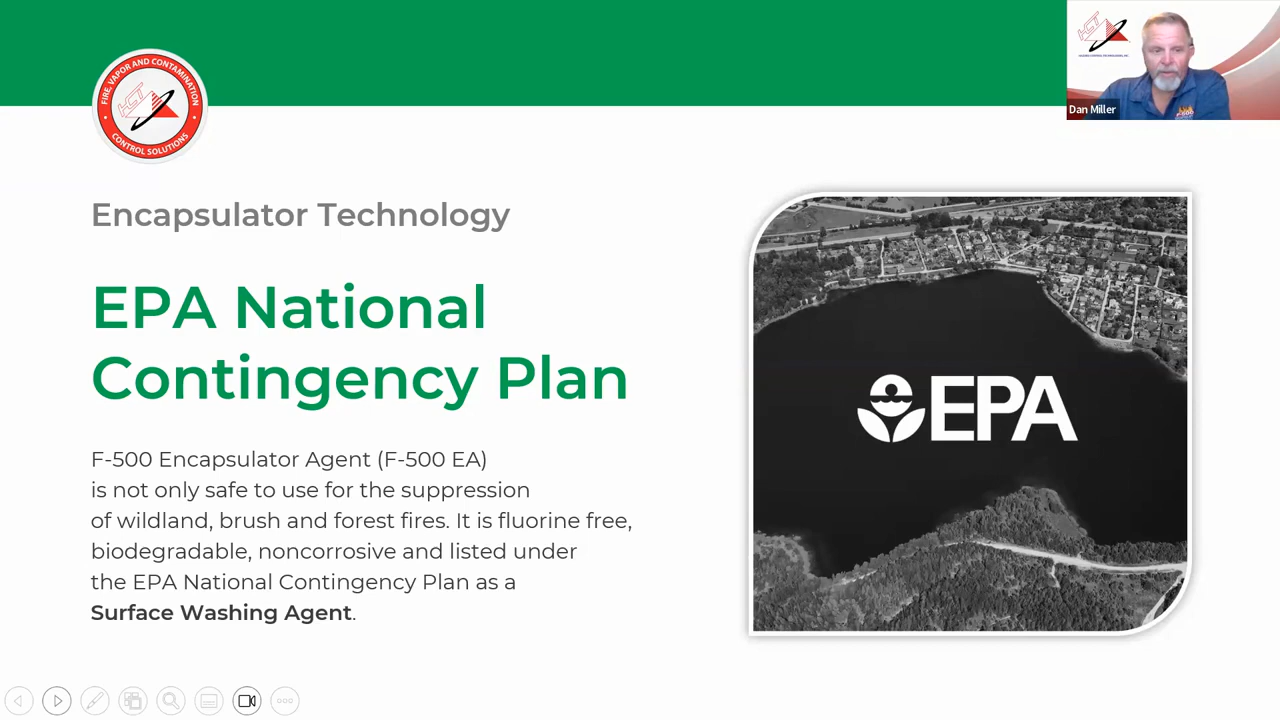 FIRE, VAPOR AND CONTAMINATION
HCT
CONTROL SOLUTIONS
HCT
Dan Miller
Encapsulator Technology
EPA National
Contingency Plan
F-500 Encapsulator Agent (F-500 EA)
is not only safe to use for the suppression
of wildland, brush and forest fires. It is fluorine free,
biodegradable, noncorrosive and listed under
the EPA National Contingency Plan as a
Surface Washing Agent.
EPA